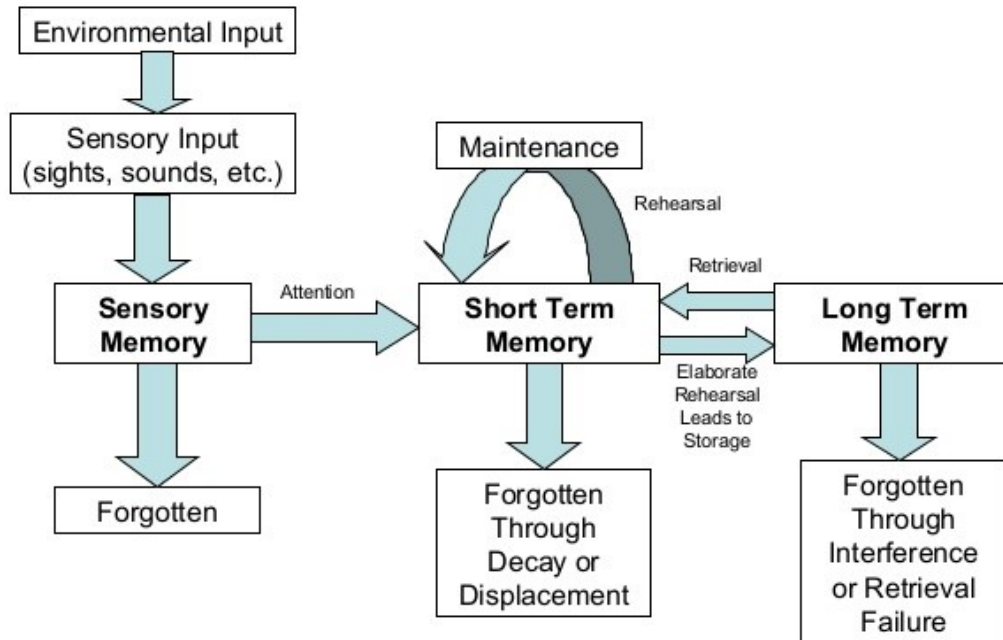 Environmental Input
Sensory Input
(sights, sounds, etc.)
Maintenance
Rehearsal
Sensory
Memory
Attention
Short Term
Memory
Retrieval
Elaborate
Rehearsal
Leads to
Storage
Long Term
Memory
Forgotten
Forgotten
Through
Decay or
Displacement
Forgotten
Through
Interference
or Retrieval
Failure